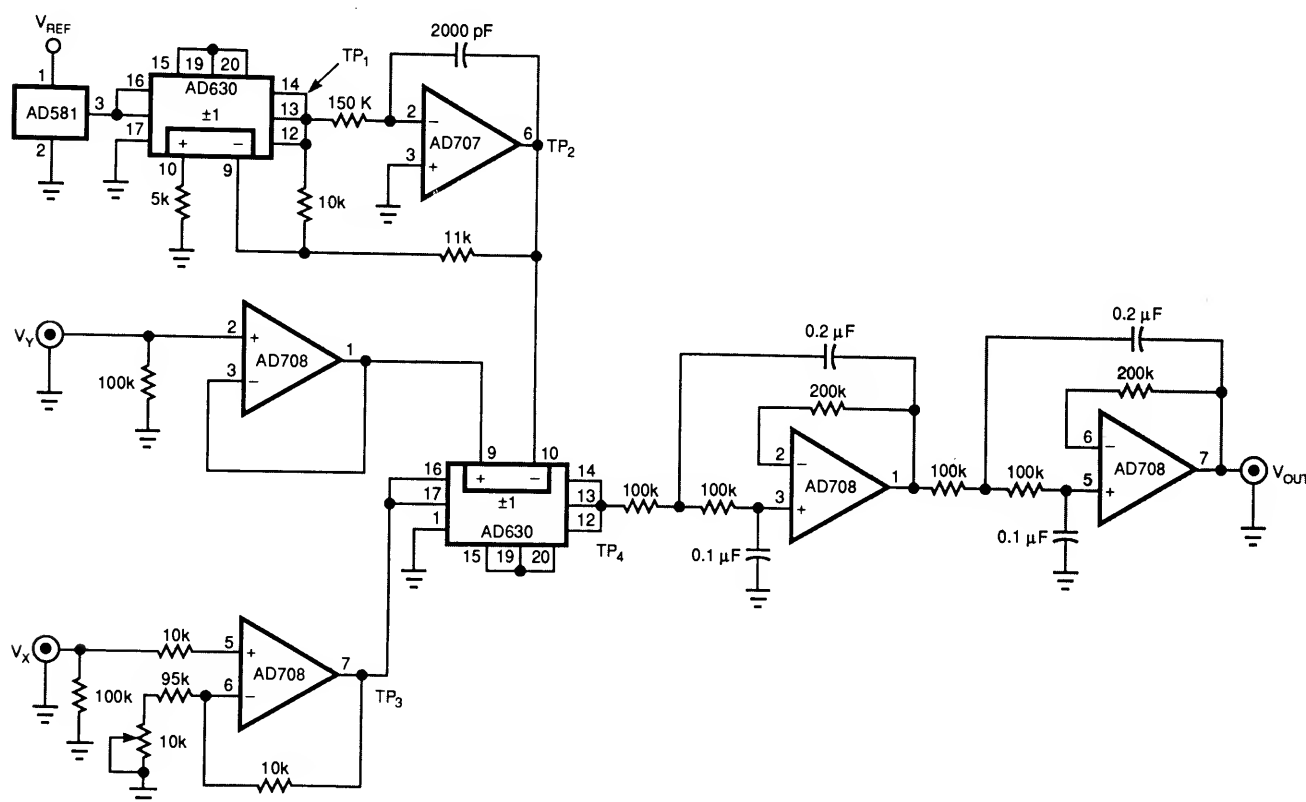 V_REF
1
AD581
3
2
15 19 20
16
17
AD630
±1
+ −
10 9
14
13
12
TP₁
5k
10k
150 K
2000 pF
2 −
3 +
AD707
6
TP₂
11k
V_Y
100k
2 +
3 −
AD708
1
9 10
+ −
16
17
1
±1
AD630
15 19 20
14
13
12
TP₄
V_X
100k
10k
5 +
6 −
AD708
7
95k
10k
10k
TP₃
100k
100k
0.1 µF
0.2 µF
200k
2 −
3 +
AD708
1
100k
100k
0.1 µF
0.2 µF
200k
6 −
5 +
AD708
7
V_OUT